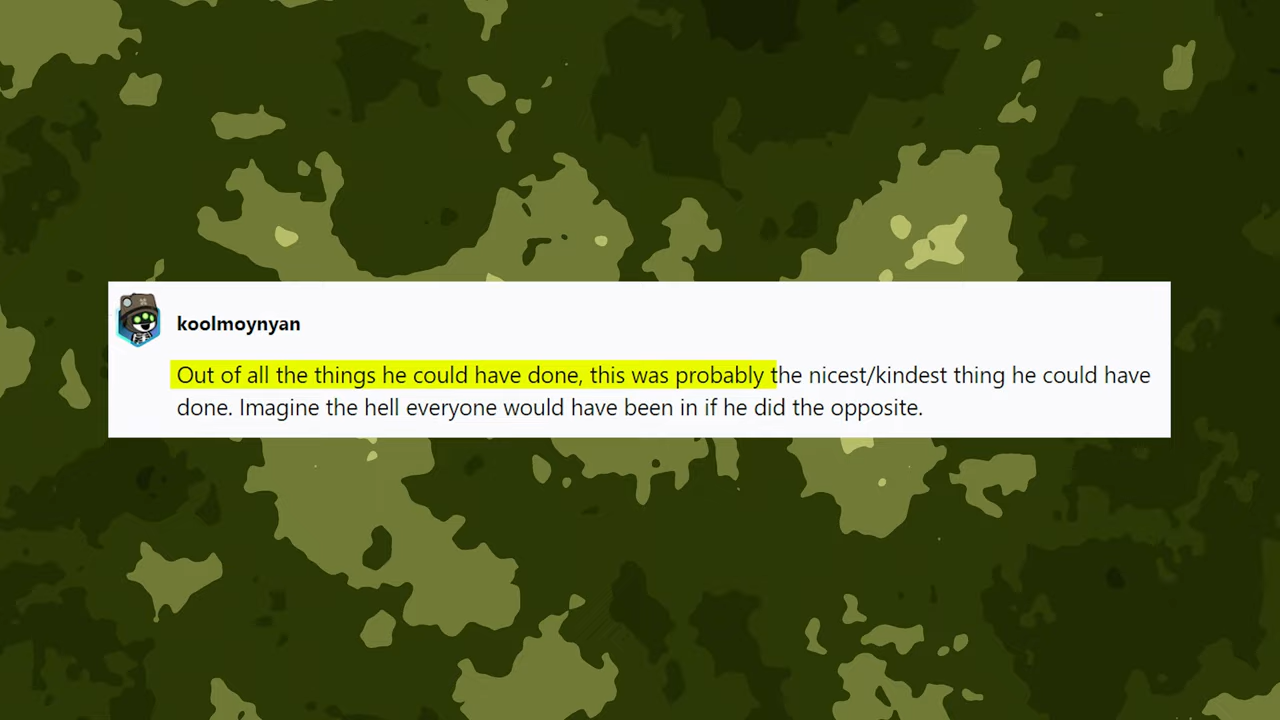 koolmoynyan
Out of all the things he could have done, this was probably the nicest/kindest thing he could have
done. Imagine the hell everyone would have been in if he did the opposite.